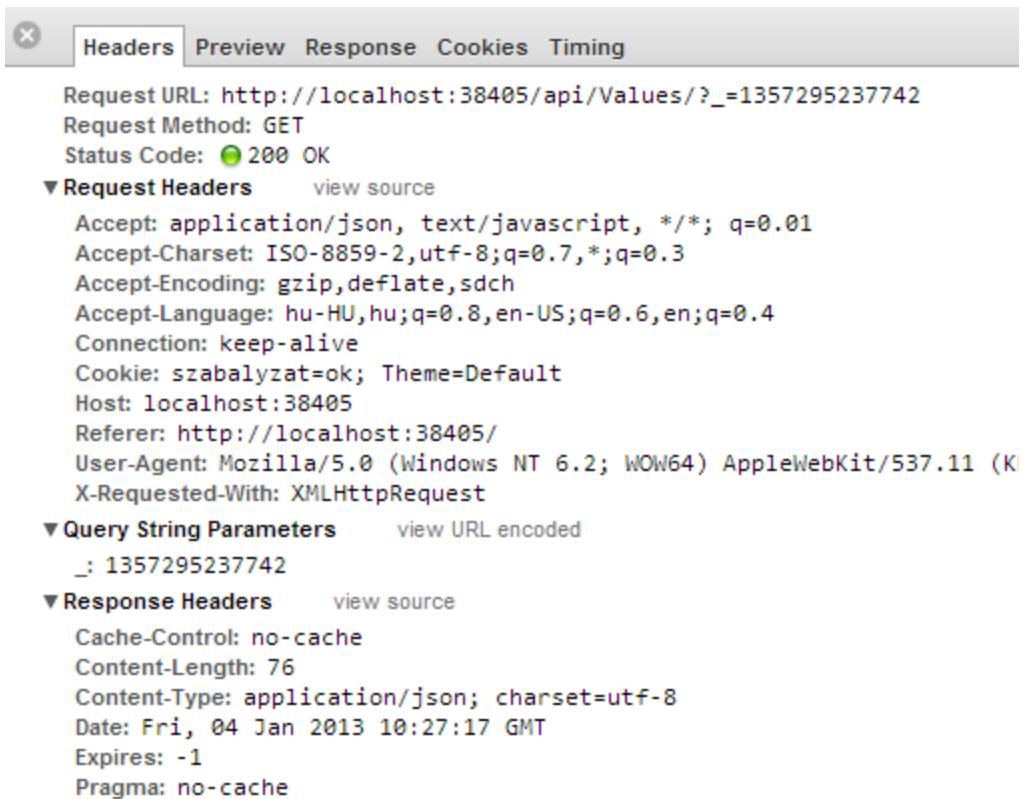 Headers Preview Response Cookies Timing
Request URL: http://localhost:38405/api/Values/?_=1357295237742
Request Method: GET
Status Code: 200 OK
Request Headers view source
Accept: application/json, text/javascript, */*; q=0.01
Accept-Charset: ISO-8859-2,utf-8;q=0.7,*;q=0.3
Accept-Encoding: gzip,deflate,sdch
Accept-Language: hu-HU,hu;q=0.8,en-US;q=0.6,en;q=0.4
Connection: keep-alive
Cookie: szabalyzat=ok; Theme=Default
Host: localhost:38405
Referer: http://localhost:38405/
User-Agent: Mozilla/5.0 (Windows NT 6.2; WOW64) AppleWebKit/537.11
X-Requested-With: XMLHttpRequest
Query String Parameters view URL encoded
_: 1357295237742
Response Headers view source
Cache-Control: no-cache
Content-Length: 76
Content-Type: application/json; charset=utf-8
Date: Fri, 04 Jan 2013 10:27:17 GMT
Expires: -1
Pragma: no-cache